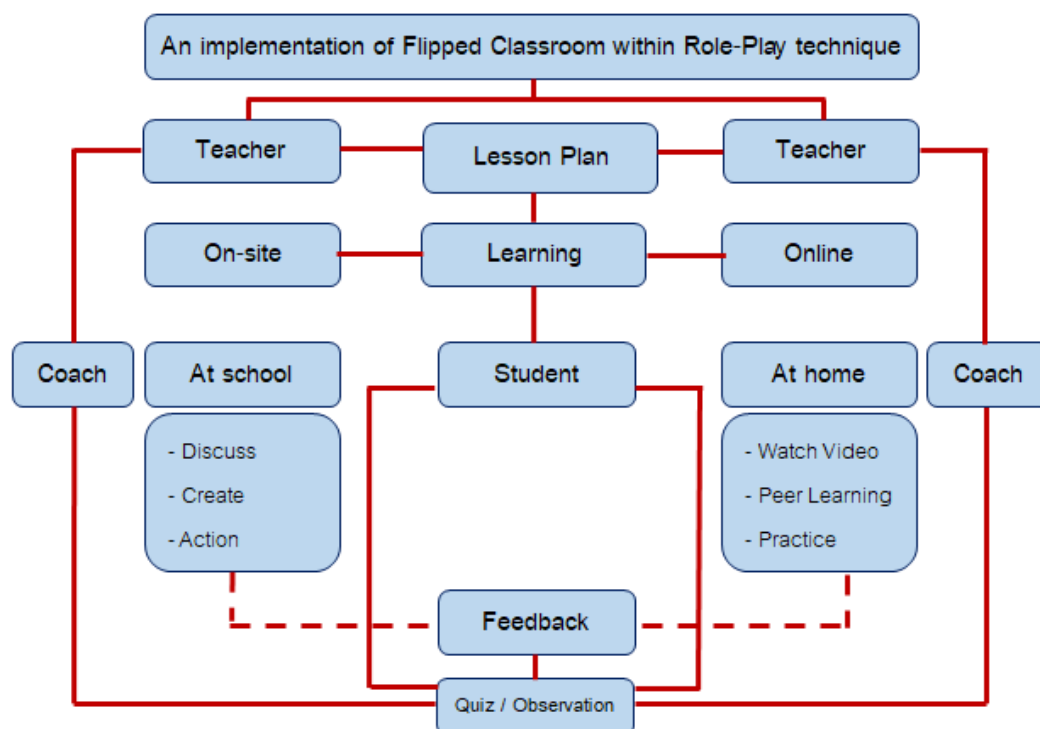 An implementation of Flipped Classroom within Role-Play technique
Teacher
Lesson Plan
Teacher
On-site
Learning
Online
Coach
At school
Student
At home
Coach
- Discuss
- Create
- Action
- Watch Video
- Peer Learning
- Practice
Feedback
Quiz / Observation